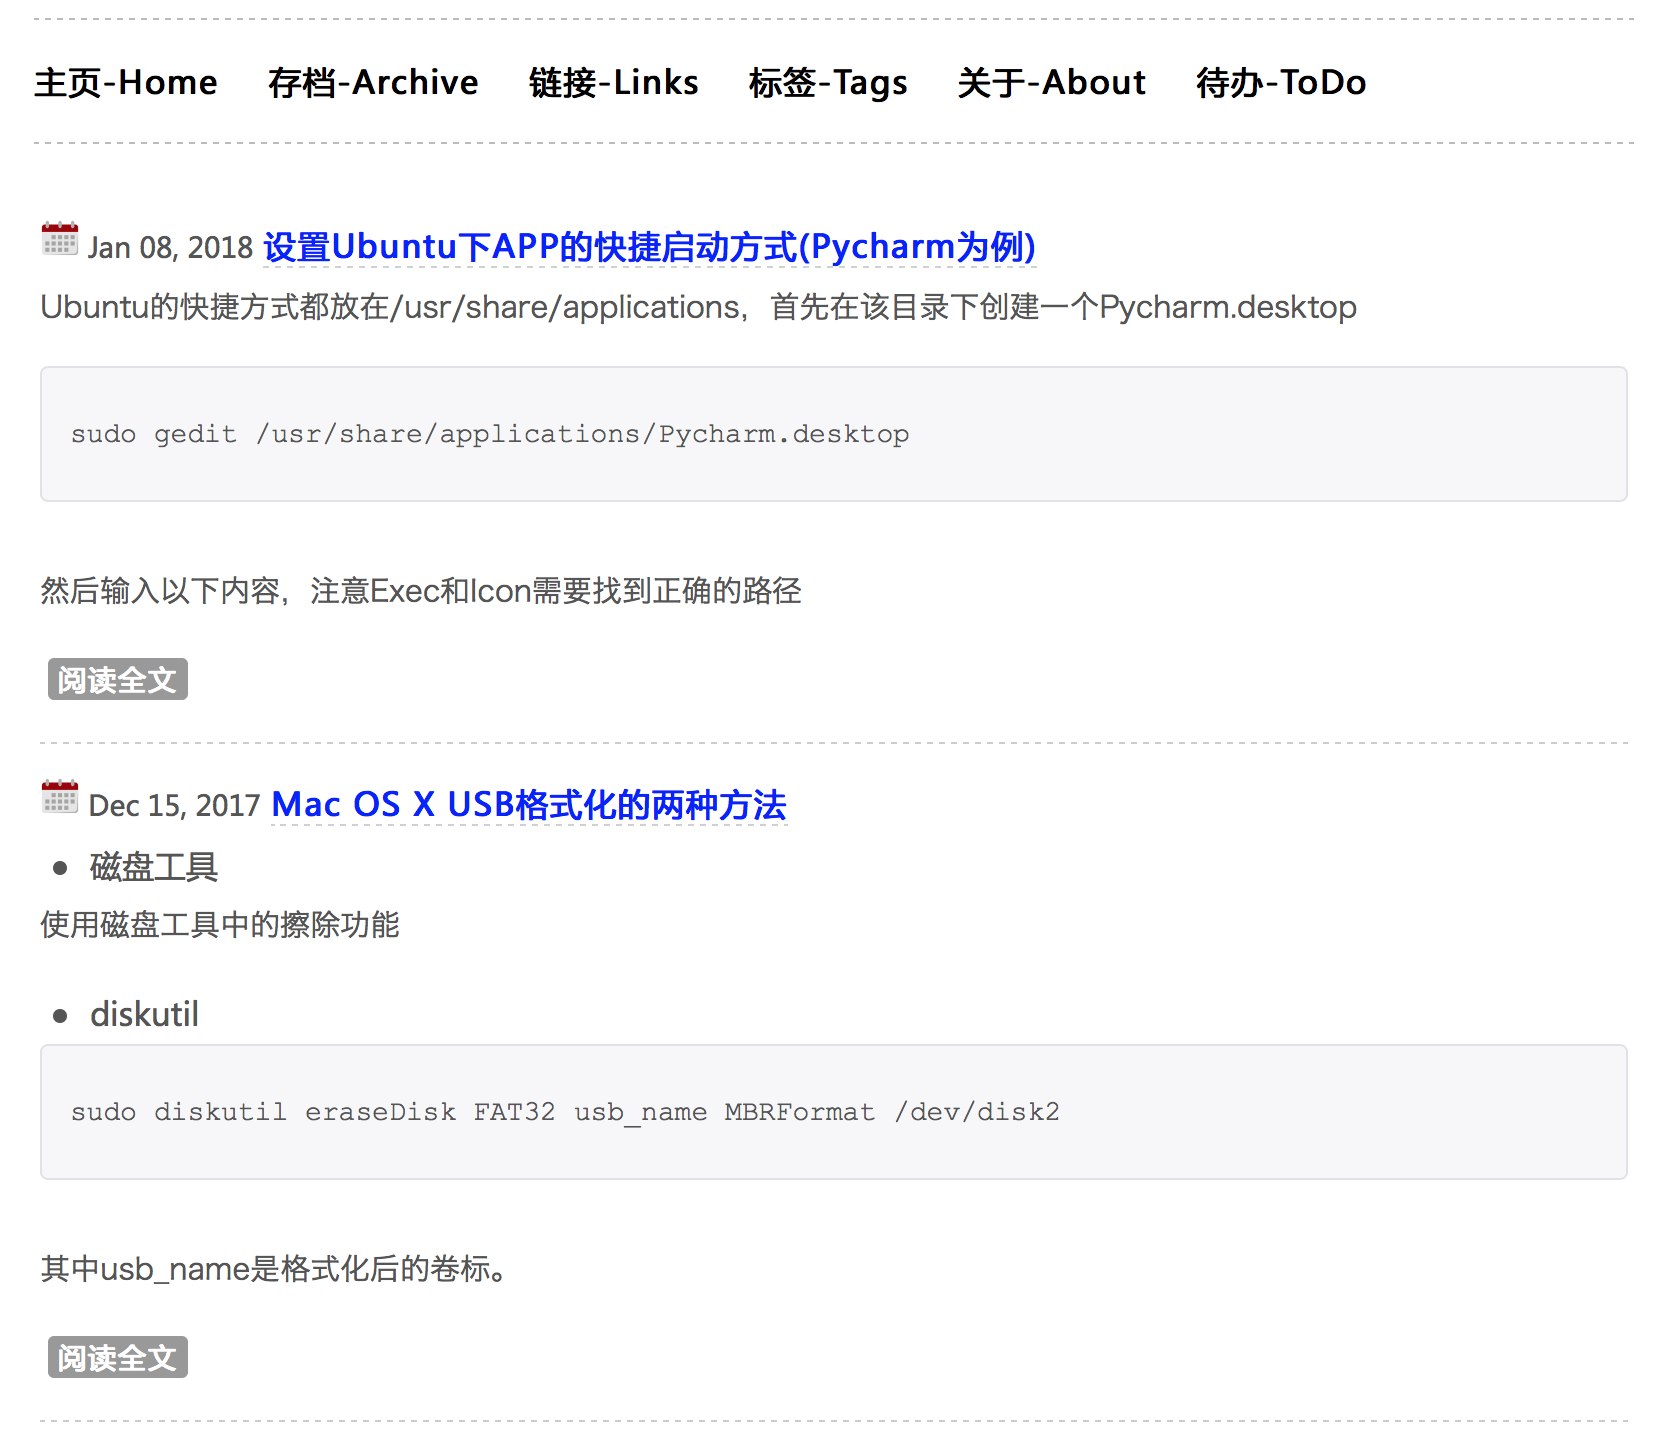 主页-Home 存档-Archive 链接-Links 标签-Tags 关于-About 待办-ToDo
Jan 08, 2018 设置Ubuntu下APP的快捷启动方式(Pycharm为例)
Ubuntu的快捷方式都放在/usr/share/applications，首先在该目录下创建一个Pycharm.desktop
sudo gedit /usr/share/applications/Pycharm.desktop
然后输入以下内容，注意Exec和Icon需要找到正确的路径
阅读全文
Dec 15, 2017 Mac OS X USB格式化的两种方法
• 磁盘工具
使用磁盘工具中的擦除功能
• diskutil
sudo diskutil eraseDisk FAT32 usb_name MBRFormat /dev/disk2
其中usb_name是格式化后的卷标。
阅读全文